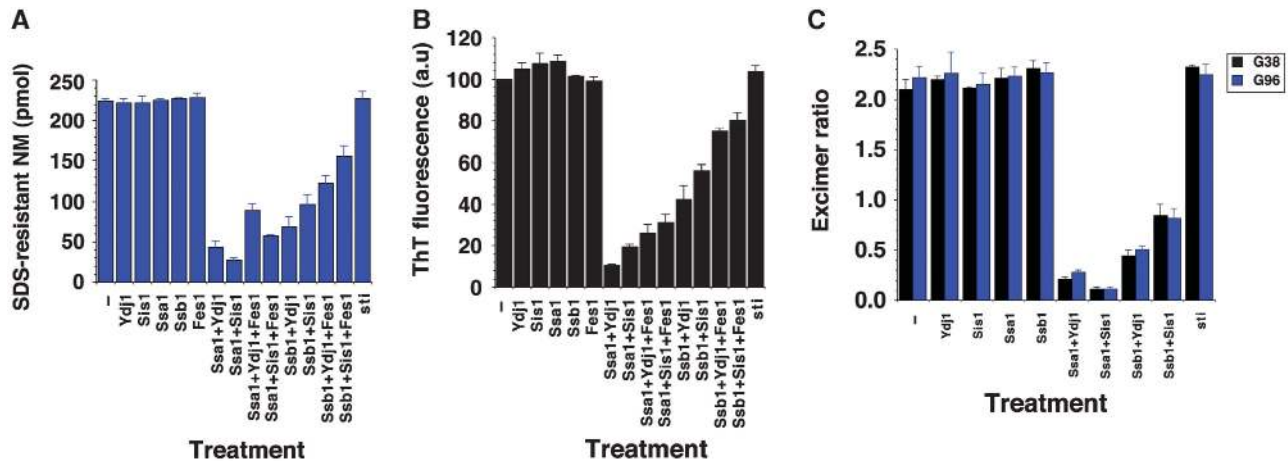 A
SDS-resistant NM (pmol)
250
200
150
100
50
0
–
Ydj1
Sis1
Ssa1
Ssb1
Fes1
Ssa1+Ydj1
Ssa1+Sis1
Ssa1+Ydj1+Fes1
Ssa1+Sis1+Fes1
Ssb1+Ydj1
Ssb1+Sis1
Ssb1+Ydj1+Fes1
Ssb1+Sis1+Fes1
sti
Treatment
B
ThT fluorescence (a.u)
120
100
80
60
40
20
0
–
Ydj1
Sis1
Ssa1
Ssb1
Fes1
Ssa1+Ydj1
Ssa1+Sis1
Ssa1+Ydj1+Fes1
Ssa1+Sis1+Fes1
Ssb1+Ydj1
Ssb1+Sis1
Ssb1+Ydj1+Fes1
Ssb1+Sis1+Fes1
sti
Treatment
C
Excimer ratio
2.5
2.0
1.5
1.0
0.5
0.0
–
Ydj1
Sis1
Ssa1
Ssb1
Ssa1+Ydj1
Ssa1+Sis1
Ssb1+Ydj1
Ssb1+Sis1
sti
Treatment
G38
G96